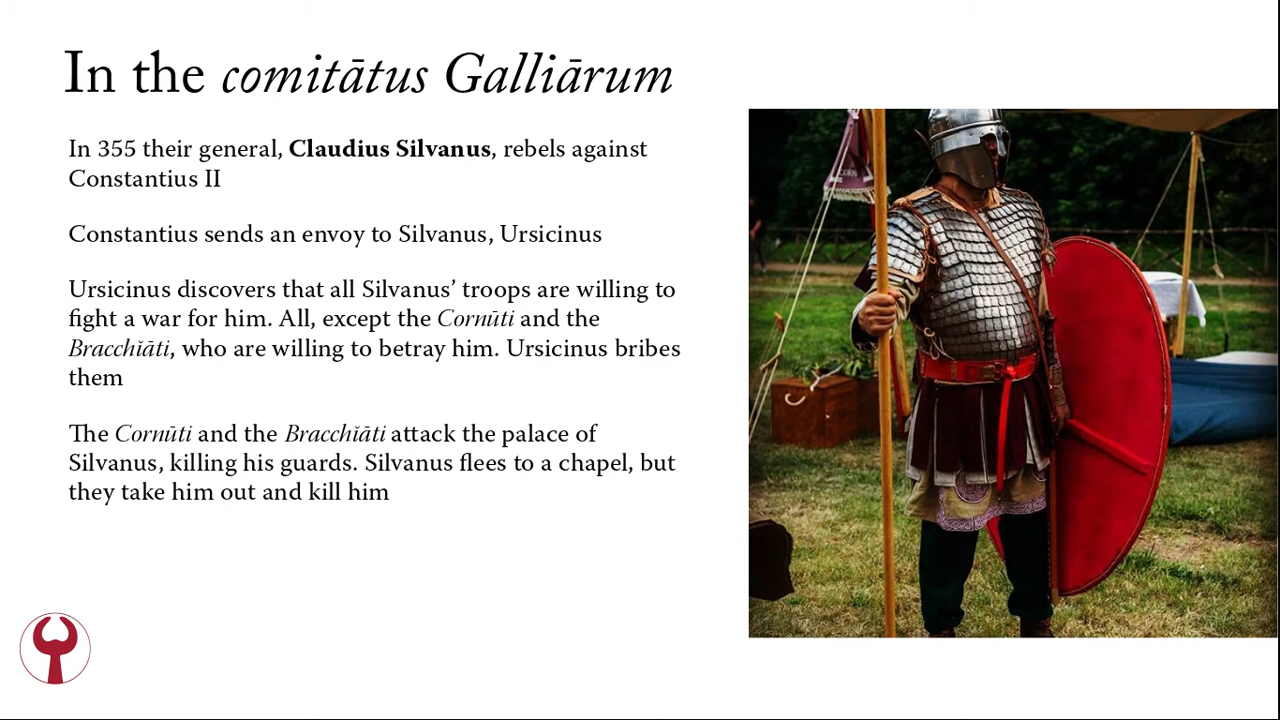 In the comitātus Galliārum
In 355 their general, Claudius Silvanus, rebels against
Constantius II
Constantius sends an envoy to Silvanus, Ursicinus
Ursicinus discovers that all Silvanus’ troops are willing to
fight a war for him. All, except the Cornūti and the
Bracchiāti, who are willing to betray him. Ursicinus bribes
them
The Cornūti and the Bracchiāti attack the palace of
Silvanus, killing his guards. Silvanus flees to a chapel, but
they take him out and kill him